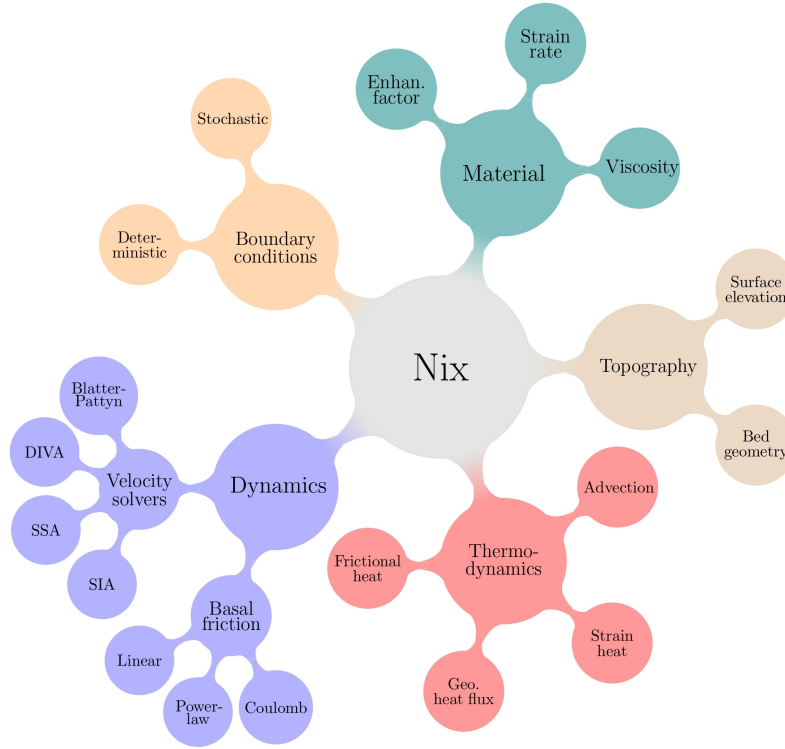 Nix
Material
Enhan.
factor
Strain
rate
Viscosity
Boundary
conditions
Stochastic
Deter-
ministic
Topography
Surface
elevation
Bed
geometry
Dynamics
Velocity
solvers
Blatter-
Pattyn
DIVA
SSA
SIA
Basal
friction
Linear
Power-
law
Coulomb
Thermo-
dynamics
Advection
Frictional
heat
Strain
heat
Geo.
heat flux